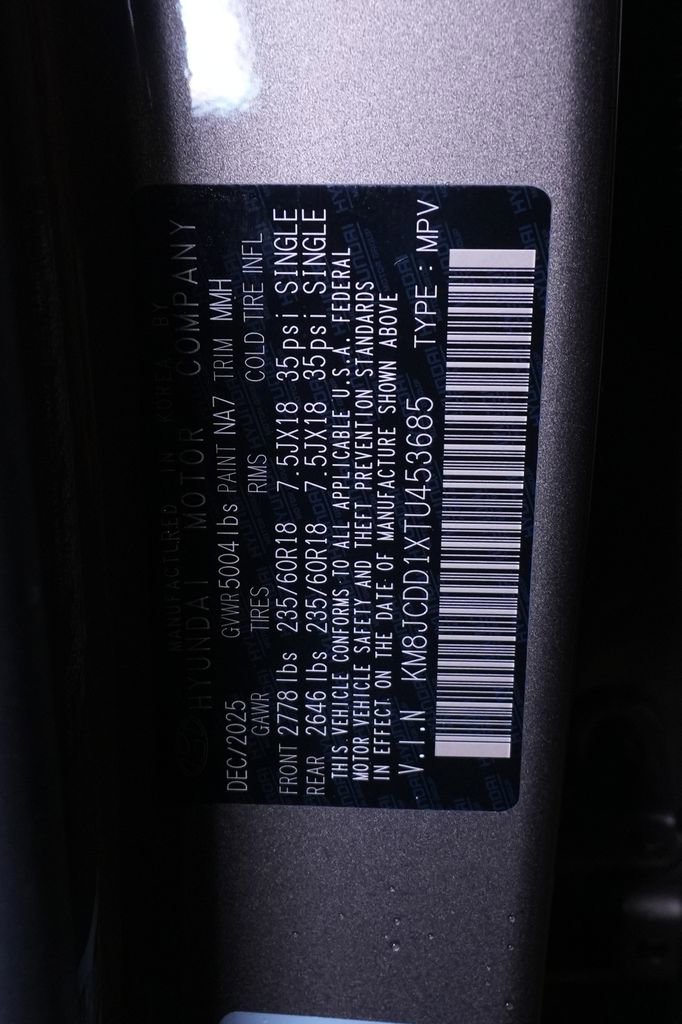 MANUFACTURED IN KOREA BY
HYUNDAI MOTOR COMPANY
DEC/2025 GVWR 5004 lbs PAINT NA7 TRIM MMH
GAWR TIRES RIMS COLD TIRE INFL
FRONT 2778 lbs 235/60R18 7.5JX18 35psi SINGLE
REAR 2646 lbs 235/60R18 7.5JX18 35psi SINGLE
THIS VEHICLE CONFORMS TO ALL APPLICABLE U.S.A. FEDERAL
MOTOR VEHICLE SAFETY AND THEFT PREVENTION STANDARDS
IN EFFECT ON THE DATE OF MANUFACTURE SHOWN ABOVE
V.I.N KM8JCDD1XTU453685 TYPE : MPV